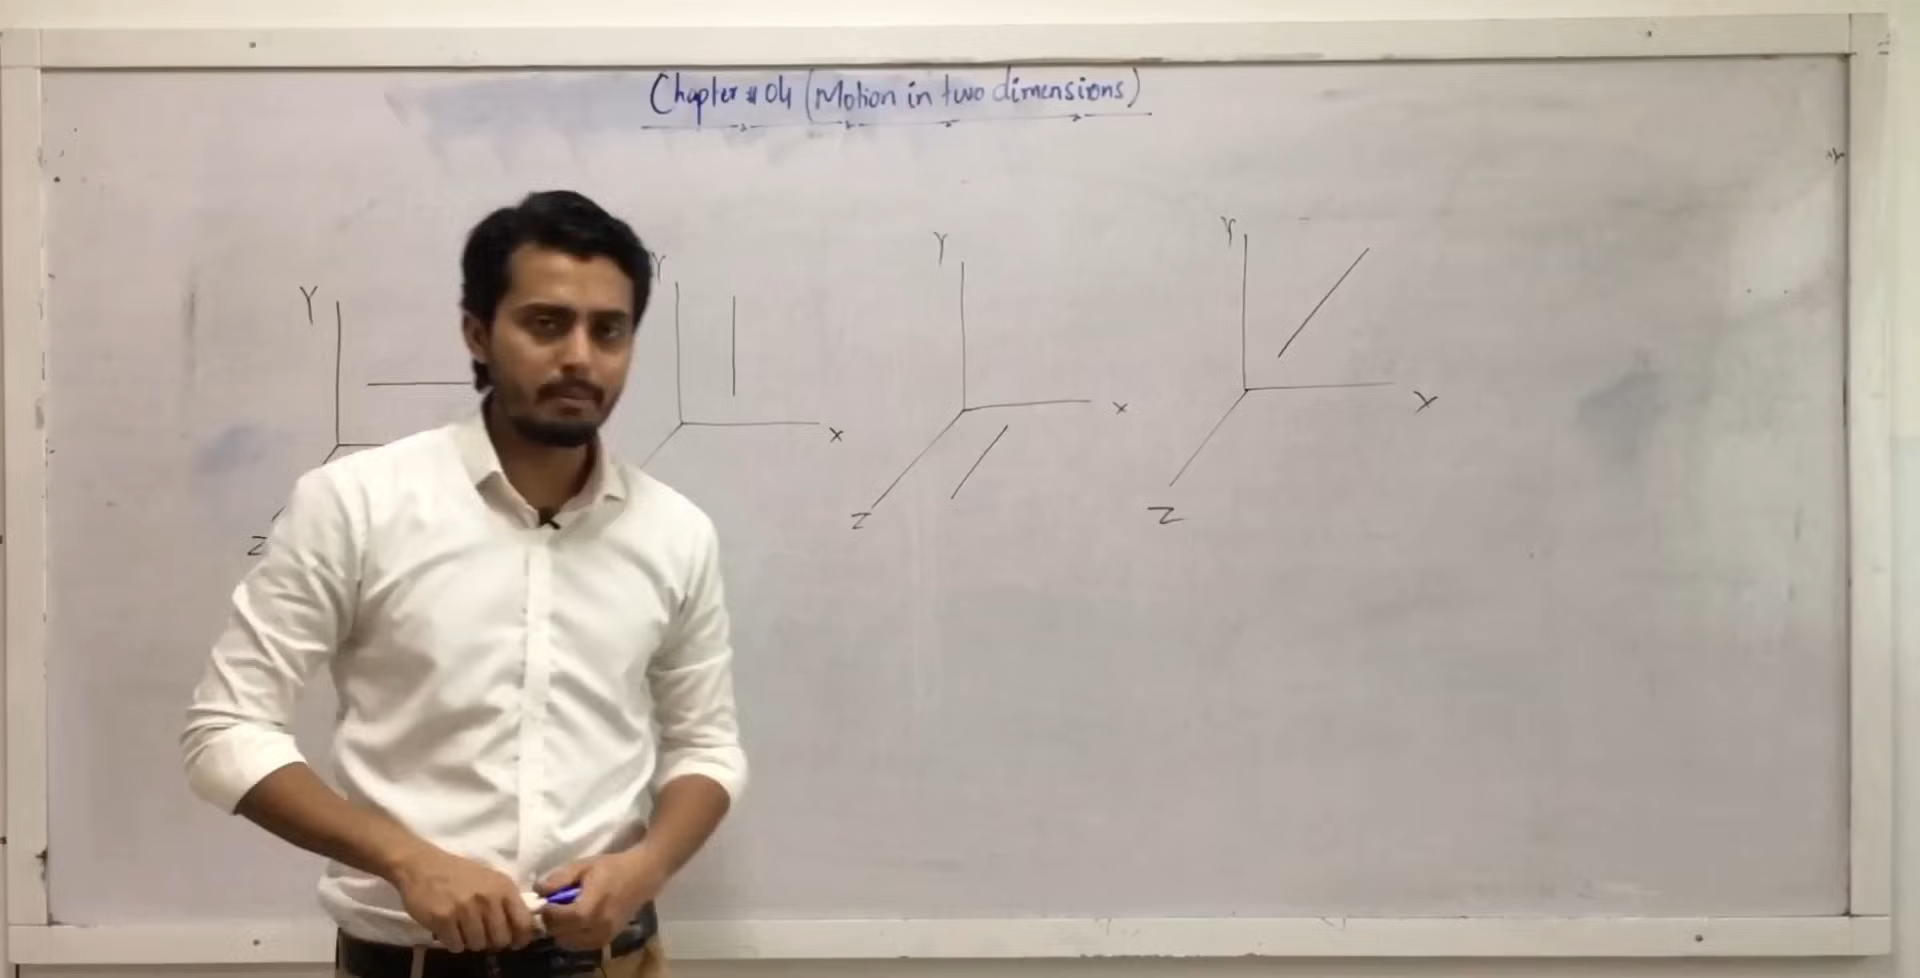 Chapter # 04 (Motion in two dimensions)
Y Y Y Y
X X X
Z Z Z